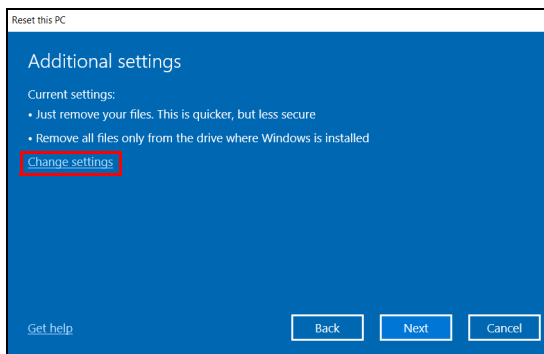 Reset this PC
Additional settings
Current settings:
• Just remove your files. This is quicker, but less secure
• Remove all files only from the drive where Windows is installed
Change settings
Get help
Back
Next
Cancel